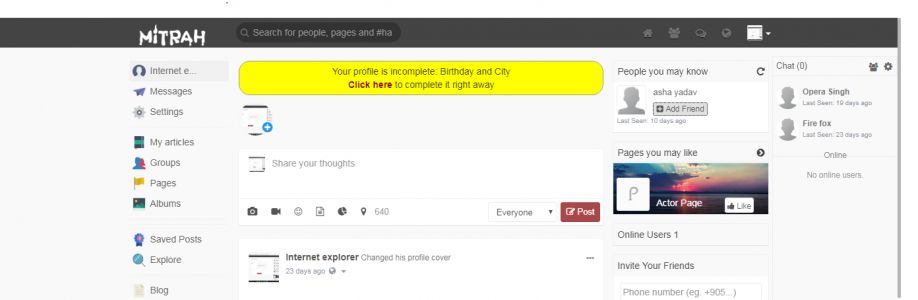 MiTRAH
Search for people, pages and #ha
Internet e...
Messages
Settings
My articles
Groups
Pages
Albums
Saved Posts
Explore
Blog
Your profile is incomplete: Birthday and City
Click here to complete it right away
Share your thoughts
640
Everyone
Post
Internet explorer Changed his profile cover
23 days ago
People you may know
asha yadav
Add Friend
Last Seen: 10 days ago
Pages you may like
P
Actor Page
Like
Online Users 1
Invite Your Friends
Phone number (eg. +905...)
Chat (0)
Opera Singh
Last Seen: 19 days ago
Fire fox
Last Seen: 23 days ago
Online
No online users.